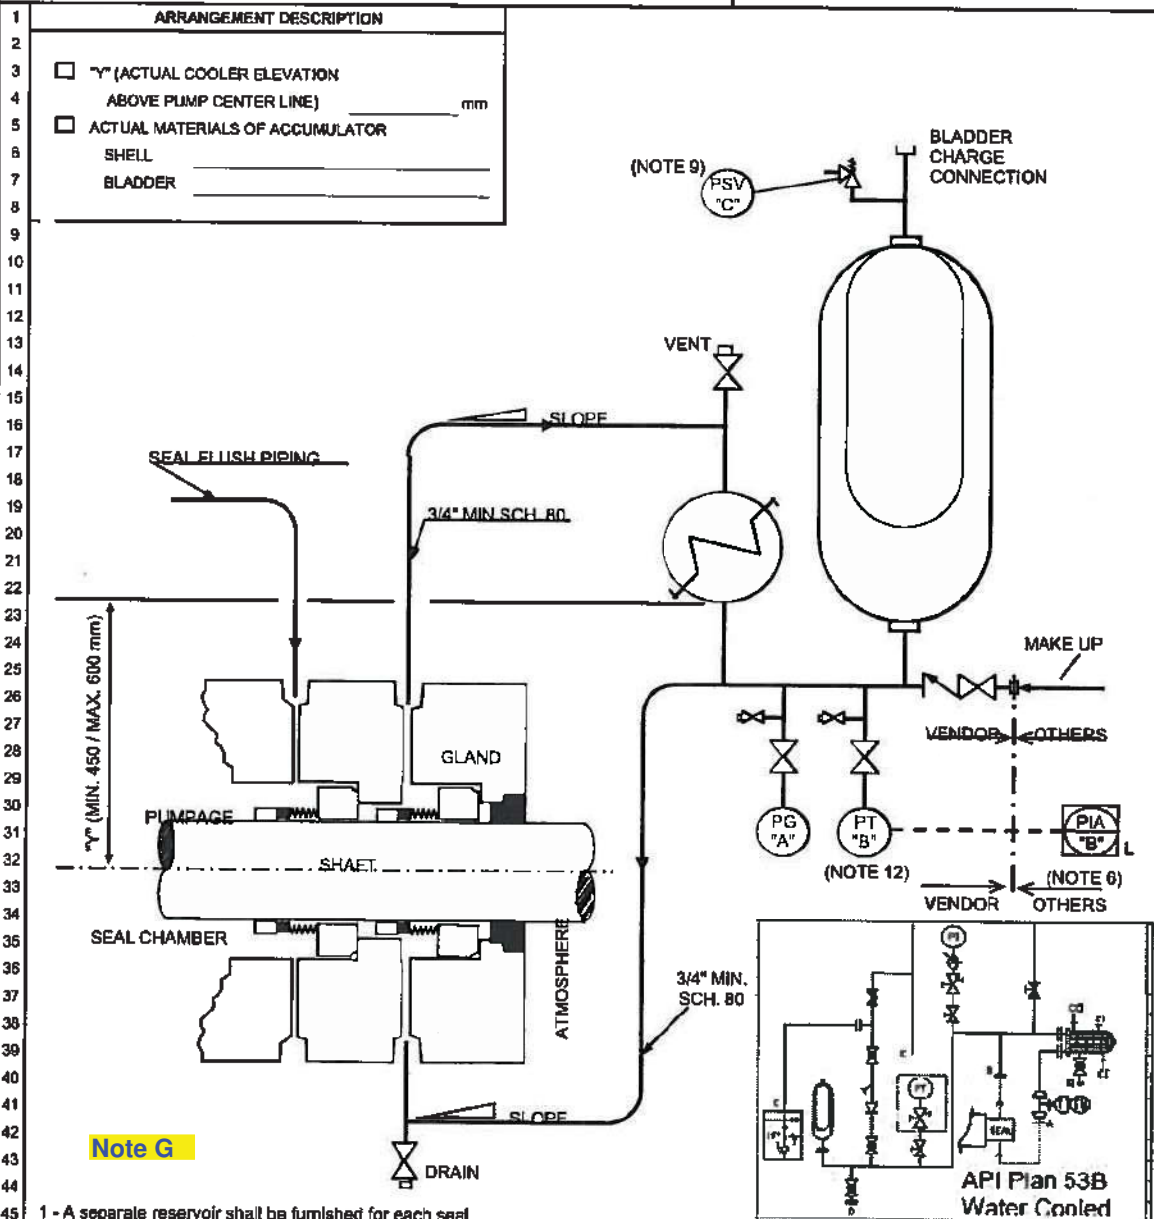 1 ARRANGEMENT DESCRIPTION
2
3 "Y" (ACTUAL COOLER ELEVATION
4 ABOVE PUMP CENTER LINE) mm
5 ACTUAL MATERIALS OF ACCUMULATOR
6 SHELL
7 BLADDER
8
9
10
11
12
13
14
15
16
17
18
19
20
21
22
23
24
25
26
27
28
29
30
31
32
33
34
35
36
37
38
39
40
41
42
43
44
BLADDER
CHARGE
CONNECTION
(NOTE 9)
PSV
"C"
VENT
SLOPE
SEAL FLUSH PIPING
3/4" MIN SCH. 80
"Y" (MIN. 450 / MAX. 600 mm)
MAKE UP
VENDOR OTHERS
GLAND
PUMPAGE
SHAFT
SEAL CHAMBER
ATMOSPHERE
PG
"A"
PT
"B"
(NOTE 12)
PIA
"B"
L
(NOTE 6)
VENDOR OTHERS
3/4" MIN.
SCH. 80
SLOPE
DRAIN
Note G
PI
PT
SEAL
API Plan 53B
Water Cooled
45 1 - A separate reservoir shall be furnished for each seal